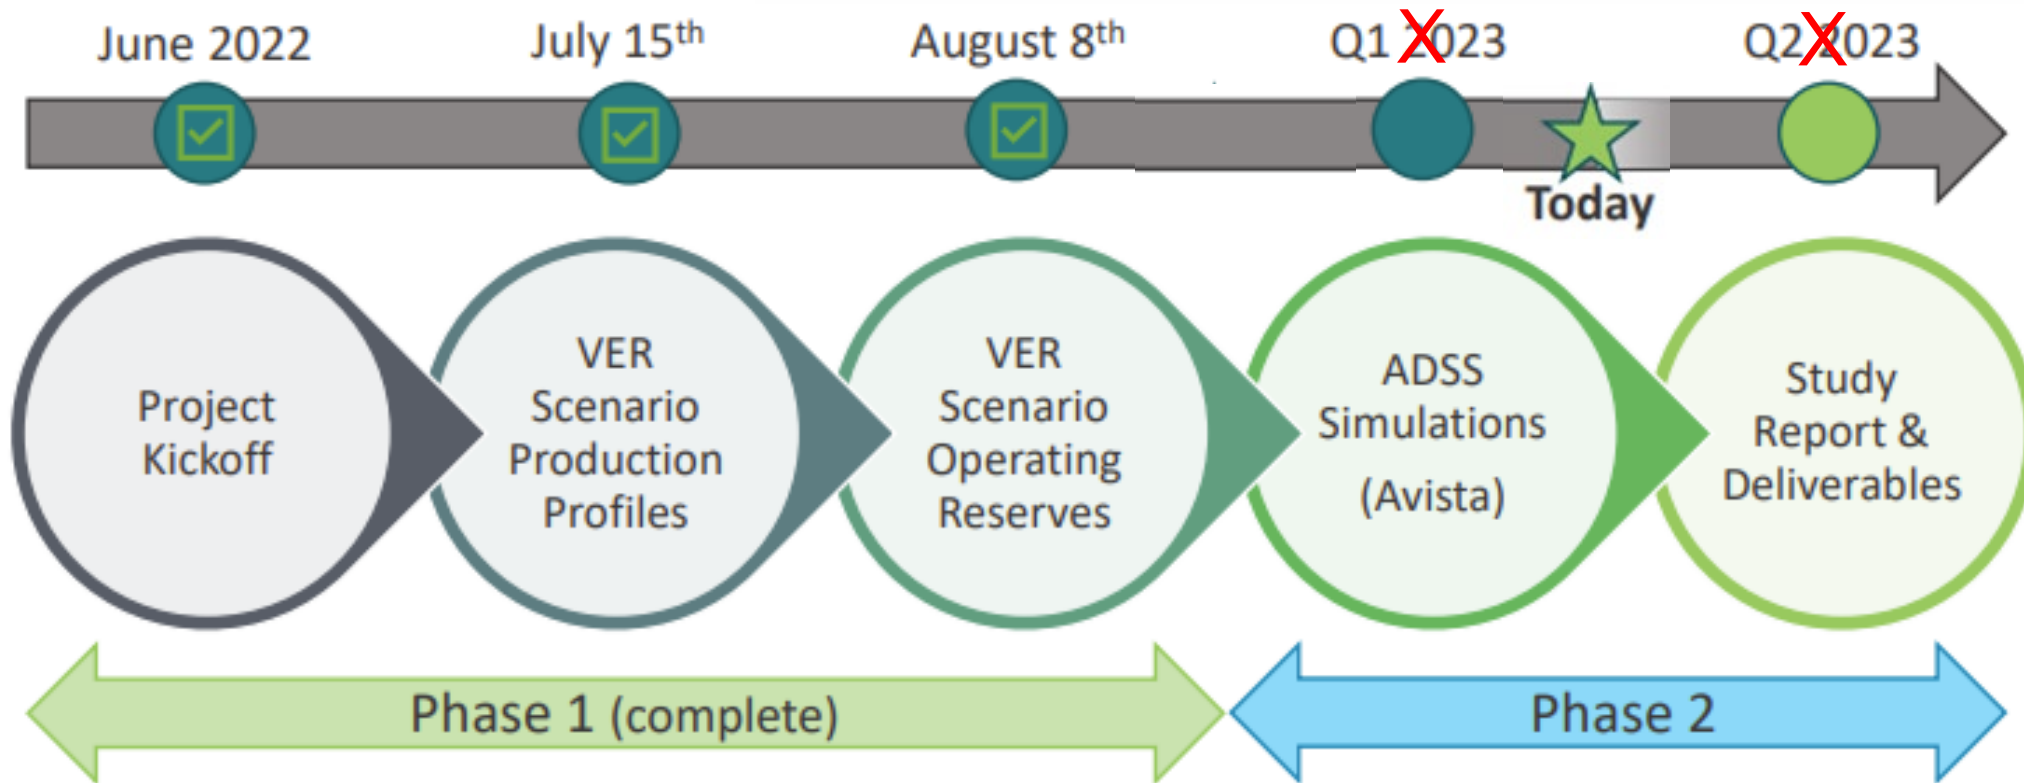 June 2022
July 15th
August 8th
Q1 2023
X
Q2 2023
X
Today
Project
Kickoff
VER
Scenario
Production
Profiles
VER
Scenario
Operating
Reserves
ADSS
Simulations
(Avista)
Study
Report &
Deliverables
Phase 1 (complete)
Phase 2